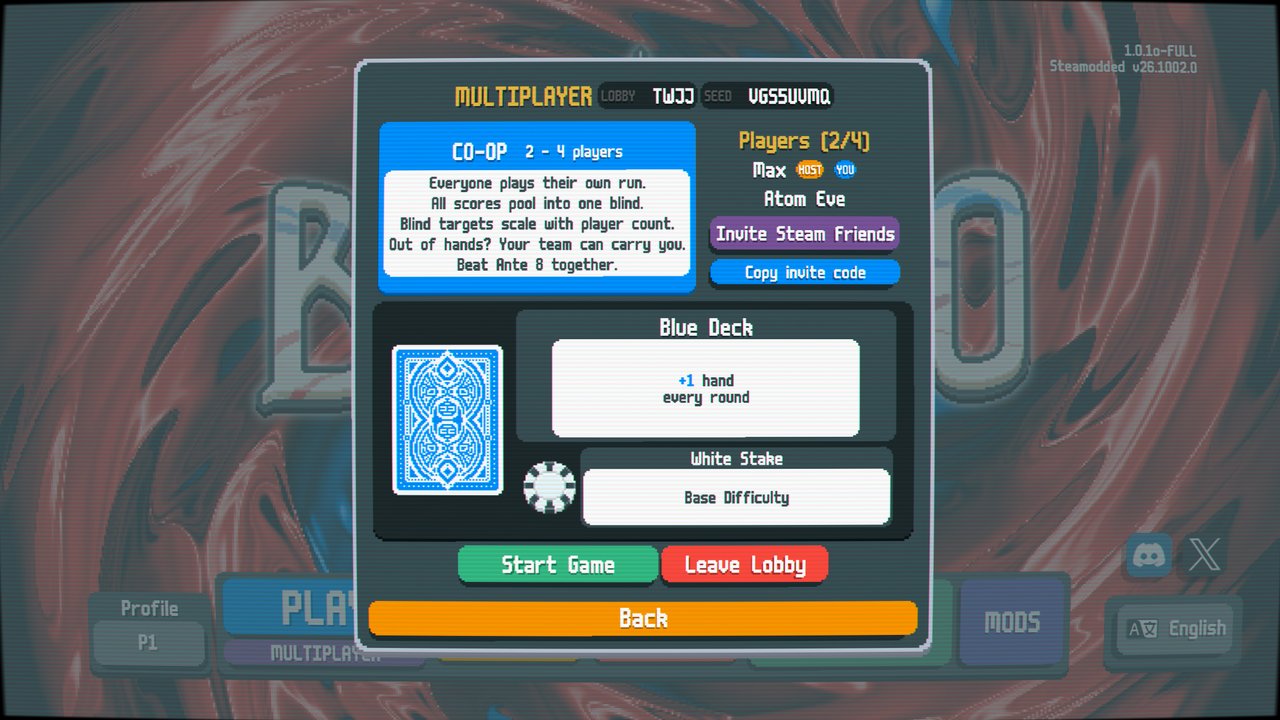 1.0.1o-FULL
Steamodded v26.1002.0
MULTIPLAYER LOBBY TWJJ SEED VGS5UVMQ
CO-OP 2 - 4 players
Everyone plays their own run.
All scores pool into one blind.
Blind targets scale with player count.
Out of hands? Your team can carry you.
Beat Ante 8 together.
Players (2/4)
Max HOST YOU
Atom Eve
Invite Steam Friends
Copy invite code
Blue Deck
+1 hand
every round
White Stake
Base Difficulty
Start Game
Leave Lobby
Back
Profile
P1
PLAY
MULTIPLAYER
MODS
English